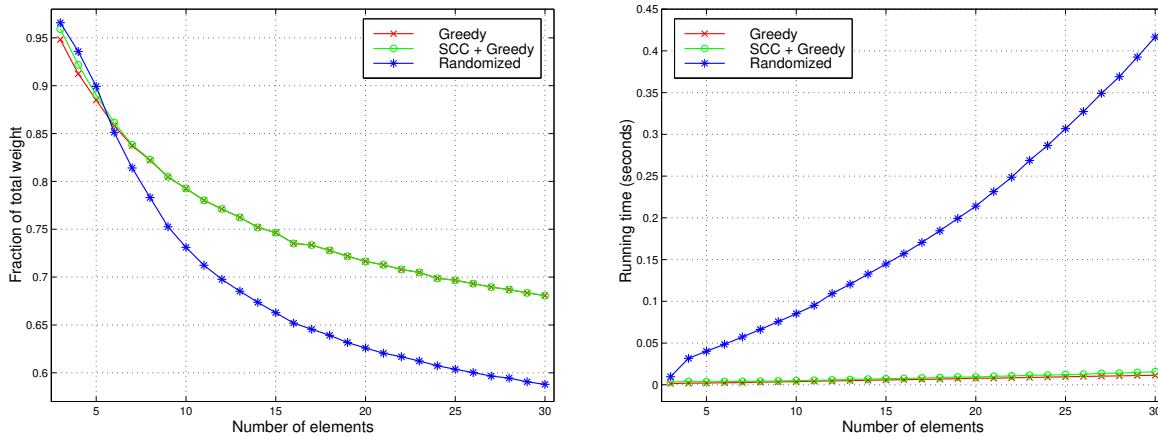 Greedy
SCC + Greedy
Randomized
0.95
0.9
0.85
0.8
0.75
0.7
0.65
0.6
Fraction of total weight
5 10 15 20 25 30
Number of elements
Greedy
SCC + Greedy
Randomized
0.45
0.4
0.35
0.3
0.25
0.2
0.15
0.1
0.05
0
Running time (seconds)
5 10 15 20 25 30
Number of elements